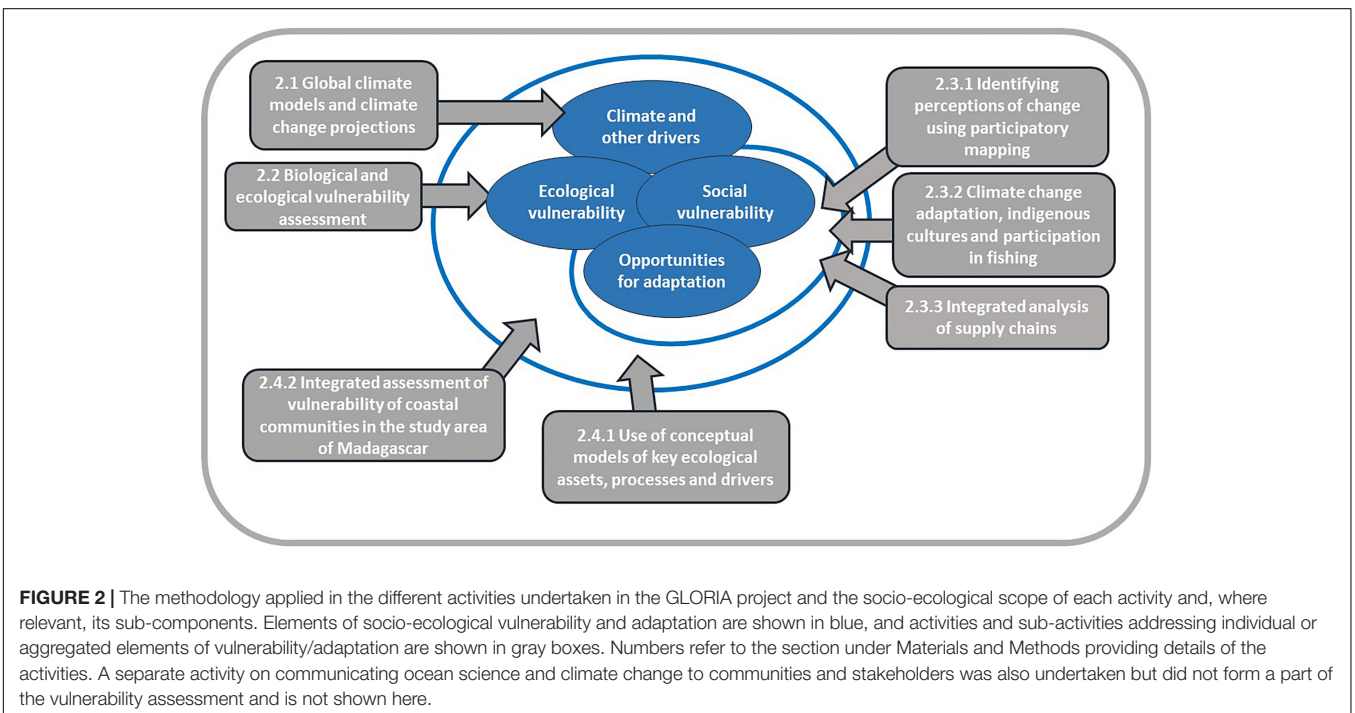 2.1 Global climate
models and climate
change projections
2.2 Biological and
ecological vulnerability
assessment
Climate and
other drivers
Ecological
vulnerability
Social
vulnerability
Opportunities
for adaptation
2.3.1 Identifying
perceptions of change
using participatory
mapping
2.3.2 Climate change
adaptation, indigenous
cultures and participation
in fishing
2.3.3 Integrated analysis
of supply chains
2.4.2 Integrated assessment of
vulnerability of coastal
communities in the study area
of Madagascar
2.4.1 Use of conceptual
models of key ecological
assets, processes and drivers
FIGURE 2 | The methodology applied in the different activities undertaken in the GLORIA project and the socio-ecological scope of each activity and, where
relevant, its sub-components. Elements of socio-ecological vulnerability and adaptation are shown in blue, and activities and sub-activities addressing individual or
aggregated elements of vulnerability/adaptation are shown in gray boxes. Numbers refer to the section under Materials and Methods providing details of the
activities. A separate activity on communicating ocean science and climate change to communities and stakeholders was also undertaken but did not form a part of
the vulnerability assessment and is not shown here.